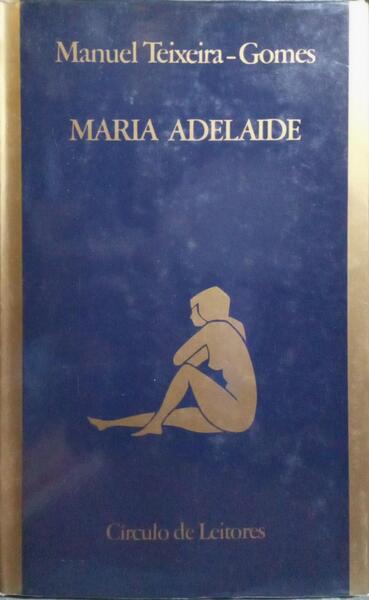 Manuel Teixeira-Gomes
MARIA ADELAIDE
Círculo de Leitores